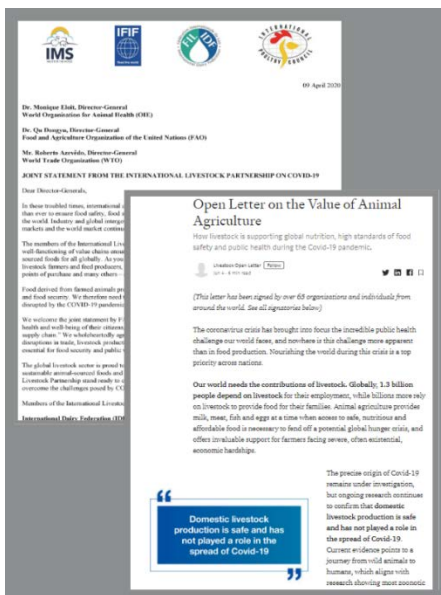 IMS
IFIF
FIL IDF
INTERNATIONAL POULTRY COUNCIL
09 April 2020
Dr. Monique Eloit, Director-General
World Organisation for Animal Health (OIE)
Dr. Qu Dongyu, Director-General
Food and Agriculture Organization of the United Nations (FAO)
Mr. Roberto Azevêdo, Director-General
World Trade Organization (WTO)
JOINT STATEMENT FROM THE INTERNATIONAL LIVESTOCK PARTNERSHIP ON COVID-19
Dear Director-Generals,
In these troubled times, international
than ever to ensure food safety, food
the world. Industry and global
markets and the world market
The members of the International
well-functioning of value chains
sourced foods for all globally. As
livestock farmers and feed producers,
points of purchase and many others
Food derived from farmed animals
and food security. We therefore
disrupted by the COVID-19
We welcome the joint statement by
health and well-being of their citizens
supply chain." We wholeheartedly
disruptions in trade, livestock
essential for food security and public
The global livestock sector is proud
sustainable animal-sourced foods and
Livestock Partnership stand ready to
overcome the challenges posed by
Members of the International
International Dairy Federation
Open Letter on the Value of Animal
Agriculture
How livestock is supporting global nutrition, high standards of food
safety and public health during the Covid-19 pandemic.
Livestock Open Letter Follow
4 min read
(This letter has been signed by over 65 organizations and individuals from
around the world. See all signatories below)
The coronavirus crisis has brought into focus the incredible public health
challenge our world faces, and nowhere is this challenge more apparent
than in food production. Nourishing the world during this crisis is a top
priority across nations.
Our world needs the contributions of livestock. Globally, 1.3 billion
people depend on livestock for their employment, while billions more rely
on livestock to provide food for their families. Animal agriculture provides
milk, meat, fish and eggs at a time when access to safe, nutritious and
affordable food is necessary to fend off a potential global hunger crisis, and
offers invaluable support for farmers facing severe, often existential,
economic hardships.
The precise origin of Covid-19
remains under investigation,
but ongoing research continues
to confirm that domestic
livestock production is safe
and has not played a role in
the spread of Covid-19.
Current evidence points to a
journey from wild animals to
humans, which aligns with
research showing most zoonotic
“
Domestic livestock
production is safe and has
not played a role in the
spread of Covid-19
”